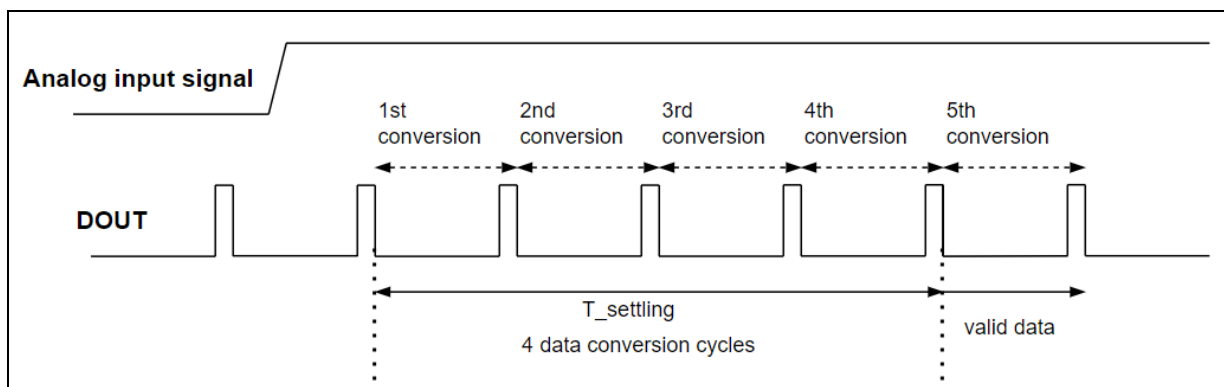 Analog input signal
1st conversion
2nd conversion
3rd conversion
4th conversion
5th conversion
DOUT
T_settling
4 data conversion cycles
valid data